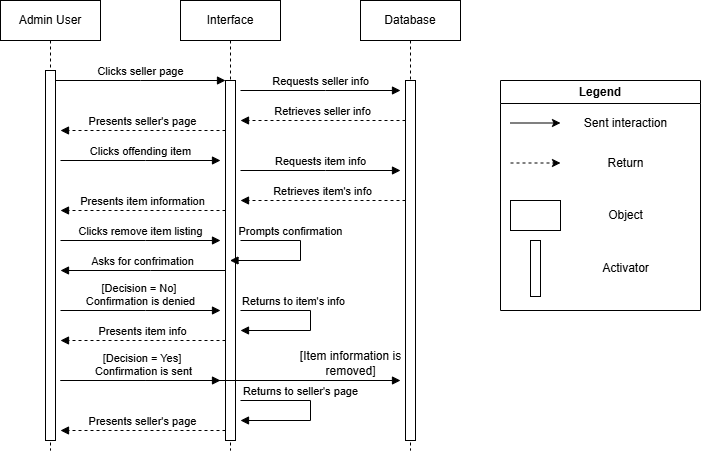 Admin User
Interface
Database
Clicks seller page
Requests seller info
Retrieves seller info
Presents seller's page
Clicks offending item
Requests item info
Retrieves item's info
Presents item information
Clicks remove item listing
Prompts confirmation
Asks for confrimation
[Decision = No]
Confirmation is denied
Returns to item's info
Presents item info
[Decision = Yes]
Confirmation is sent
[Item information is
removed]
Returns to seller's page
Presents seller's page
Legend
Sent interaction
Return
Object
Activator